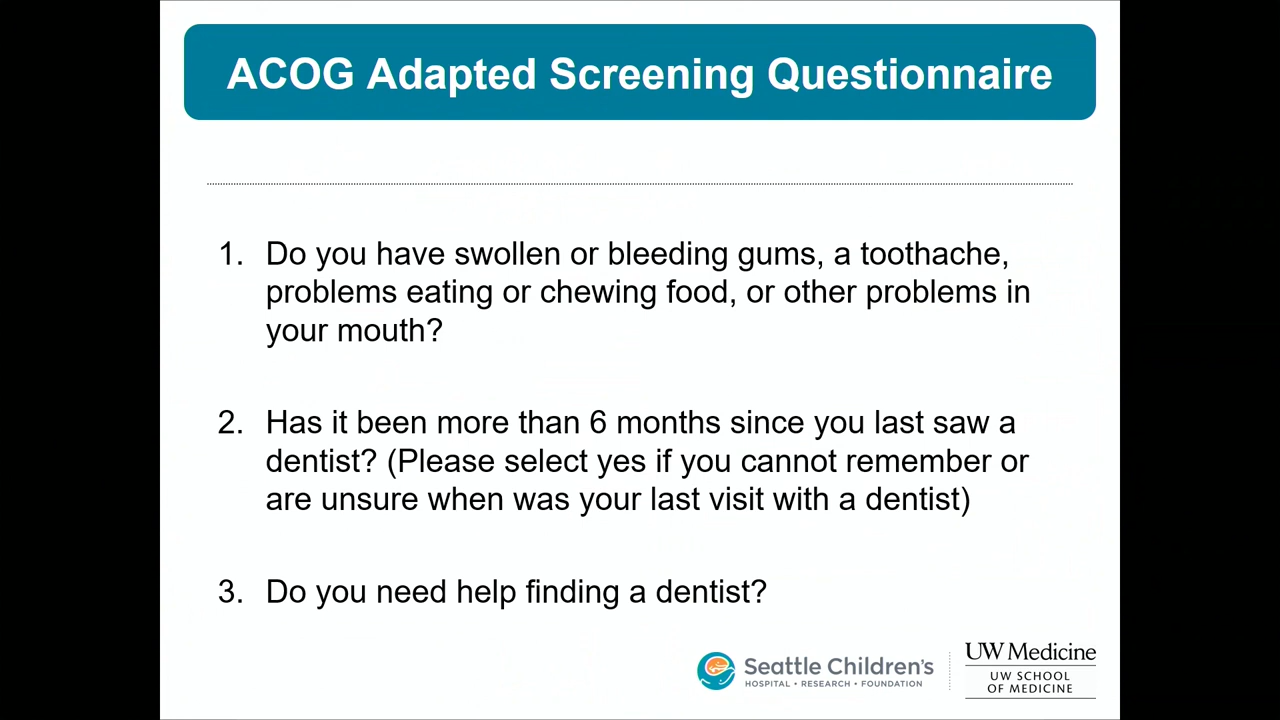 ACOG Adapted Screening Questionnaire
1. Do you have swollen or bleeding gums, a toothache,
problems eating or chewing food, or other problems in
your mouth?
2. Has it been more than 6 months since you last saw a
dentist? (Please select yes if you cannot remember or
are unsure when was your last visit with a dentist)
3. Do you need help finding a dentist?
Seattle Children's
HOSPITAL • RESEARCH • FOUNDATION
UW Medicine
UW SCHOOL
OF MEDICINE